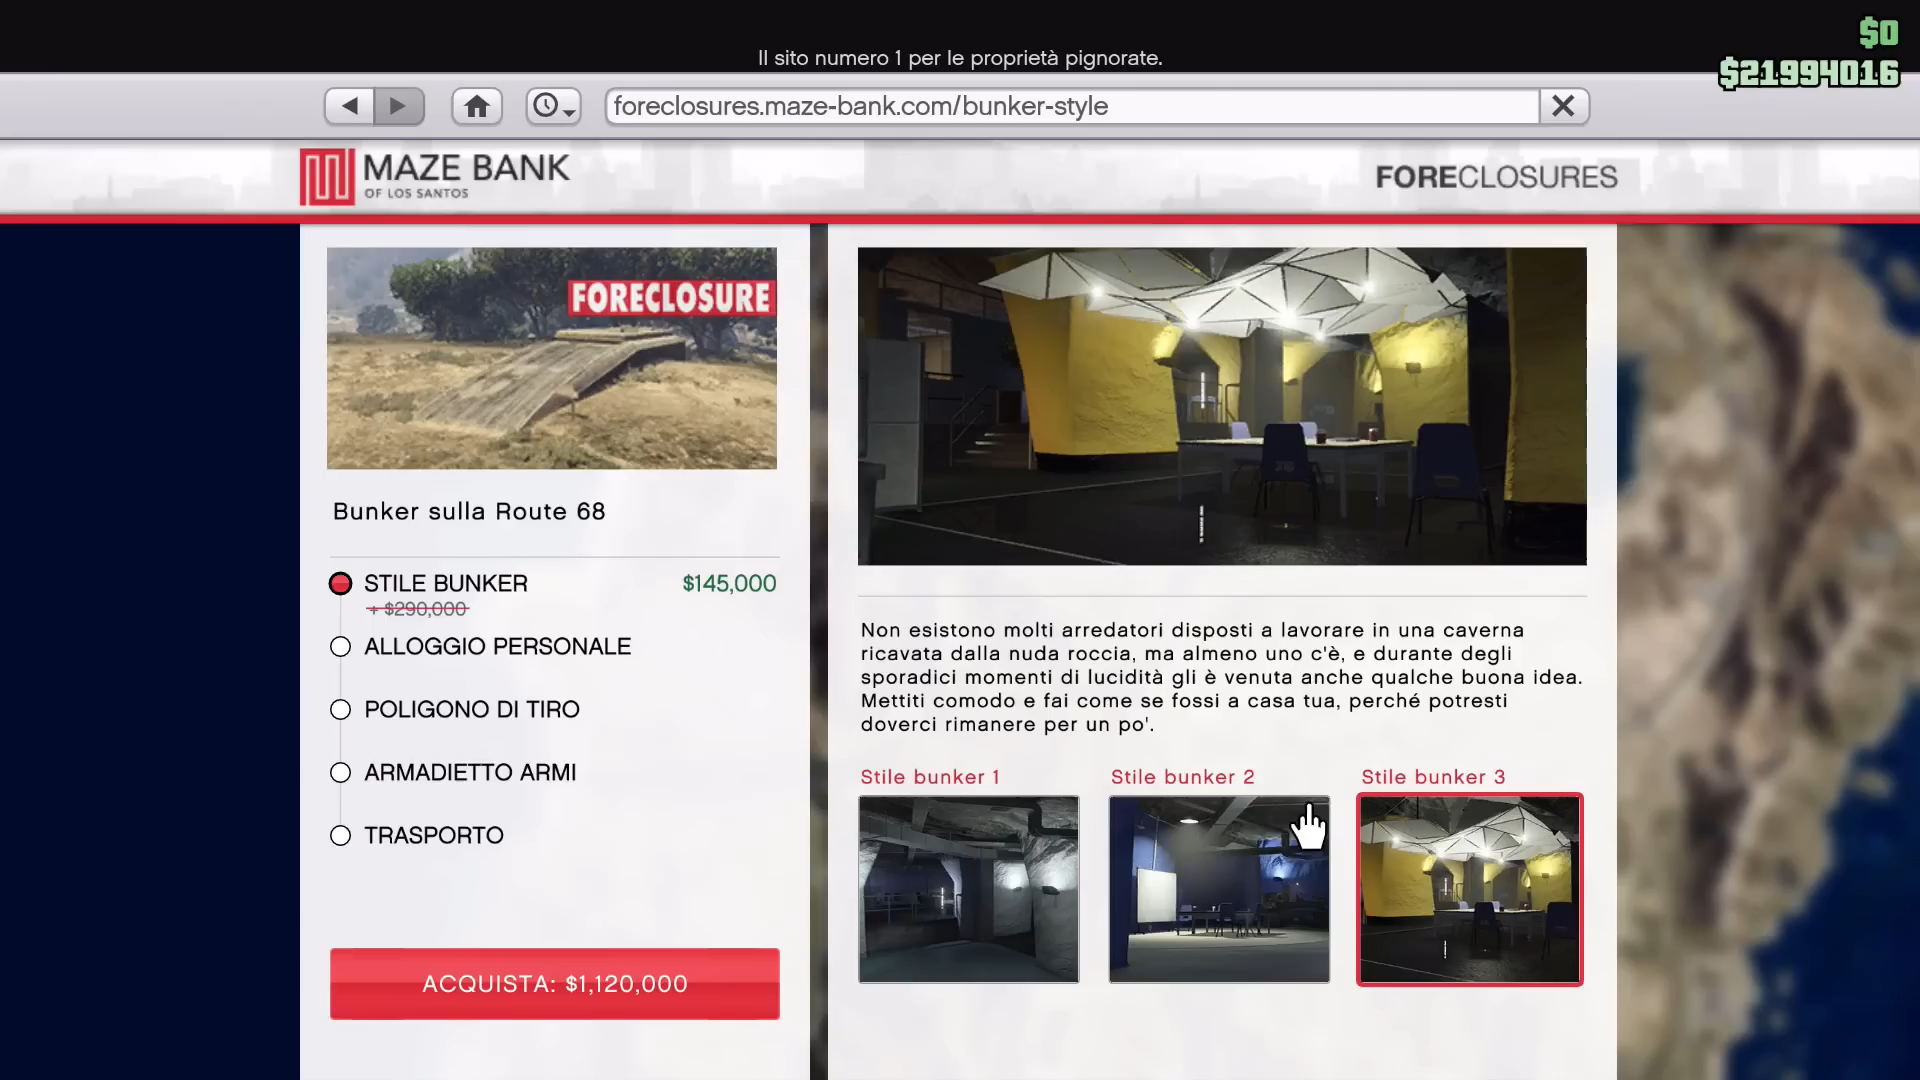 $0
$21994016
Il sito numero 1 per le proprietà pignorate.
foreclosures.maze-bank.com/bunker-style
MAZE BANK
OF LOS SANTOS
FORECLOSURES
FORECLOSURE
Bunker sulla Route 68
STILE BUNKER $145,000
+ $290,000
ALLOGGIO PERSONALE
POLIGONO DI TIRO
ARMADIETTO ARMI
TRASPORTO
ACQUISTA: $1,120,000
Non esistono molti arredatori disposti a lavorare in una caverna
ricavata dalla nuda roccia, ma almeno uno c'è, e durante degli
sporadici momenti di lucidità gli è venuta anche qualche buona idea.
Mettiti comodo e fai come se fossi a casa tua, perché potresti
doverci rimanere per un po'.
Stile bunker 1
Stile bunker 2
Stile bunker 3